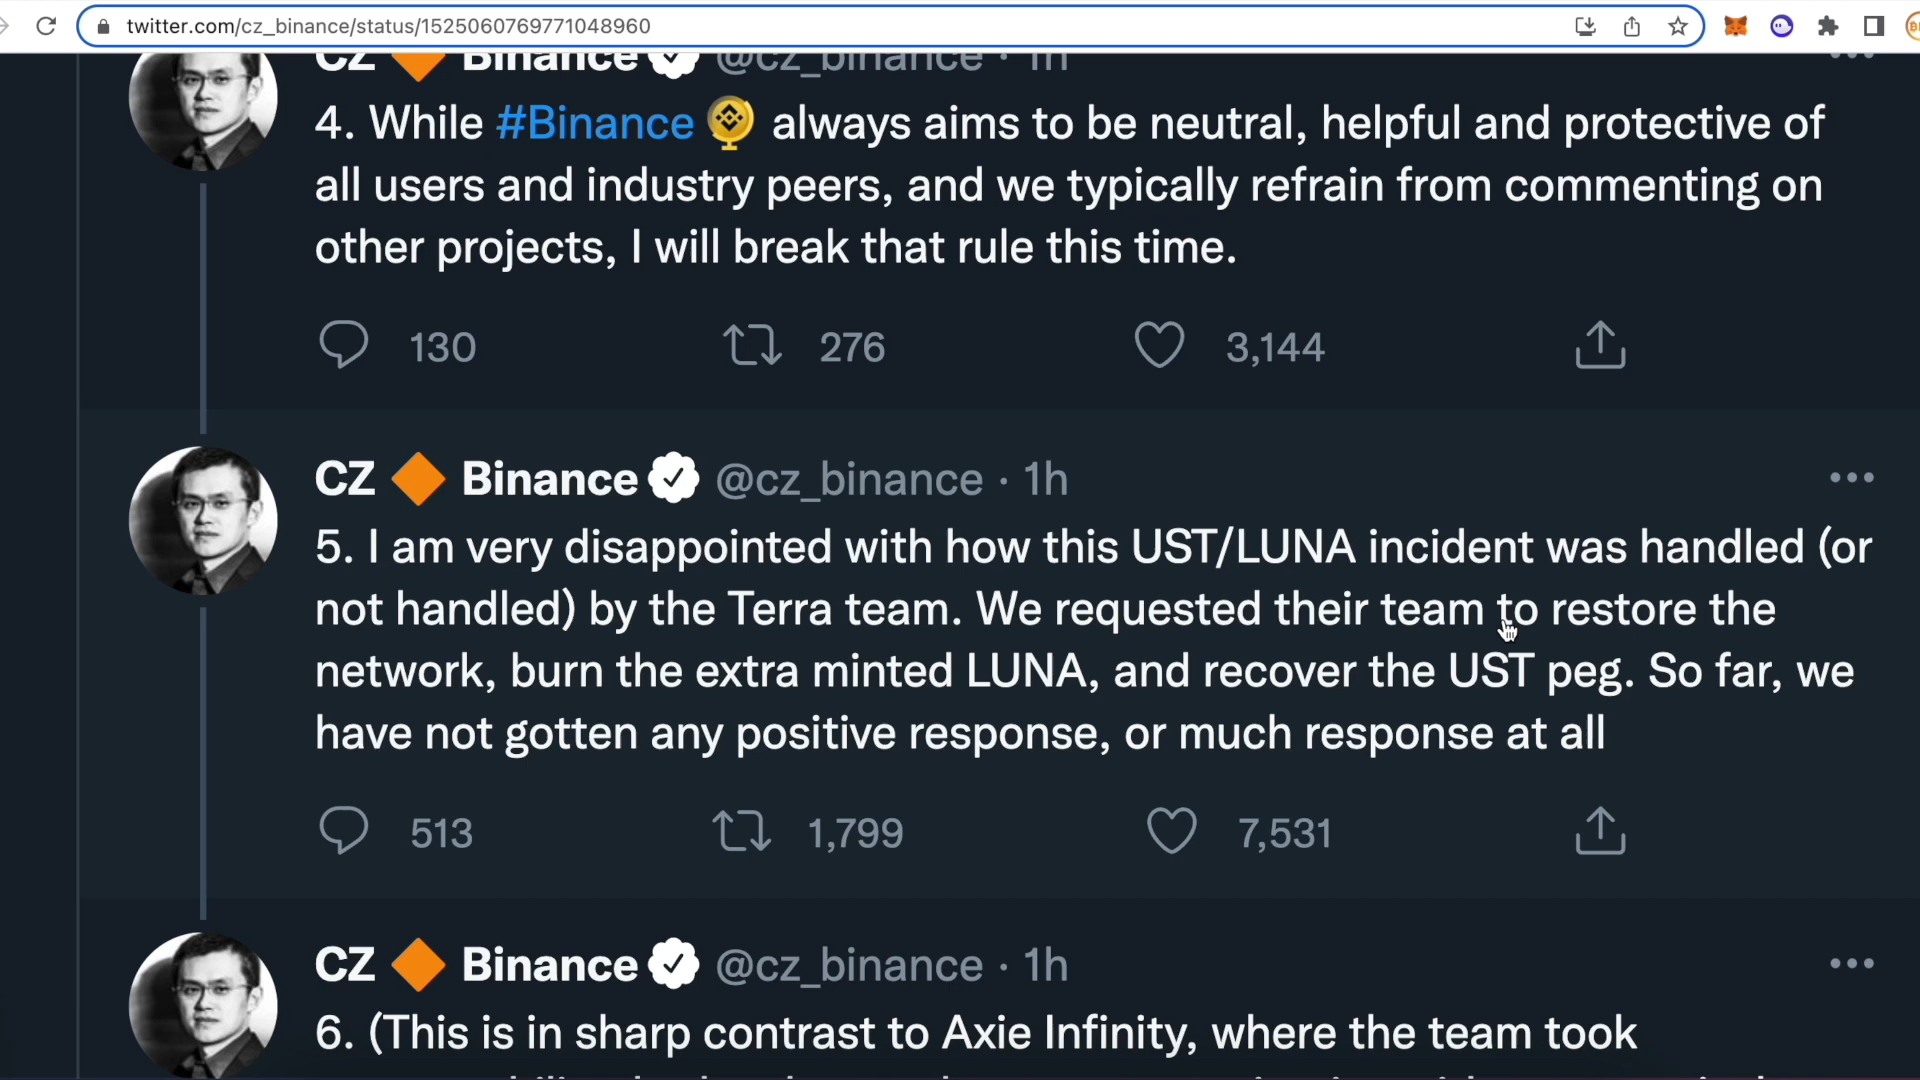 twitter.com/cz_binance/status/1525060769771048960
CZ 🔶 Binance @cz_binance · 1h
4. While #Binance always aims to be neutral, helpful and protective of
all users and industry peers, and we typically refrain from commenting on
other projects, I will break that rule this time.
130 276 3,144
CZ 🔶 Binance @cz_binance · 1h
5. I am very disappointed with how this UST/LUNA incident was handled (or
not handled) by the Terra team. We requested their team to restore the
network, burn the extra minted LUNA, and recover the UST peg. So far, we
have not gotten any positive response, or much response at all
513 1,799 7,531
CZ 🔶 Binance @cz_binance · 1h
6. (This is in sharp contrast to Axie Infinity, where the team took